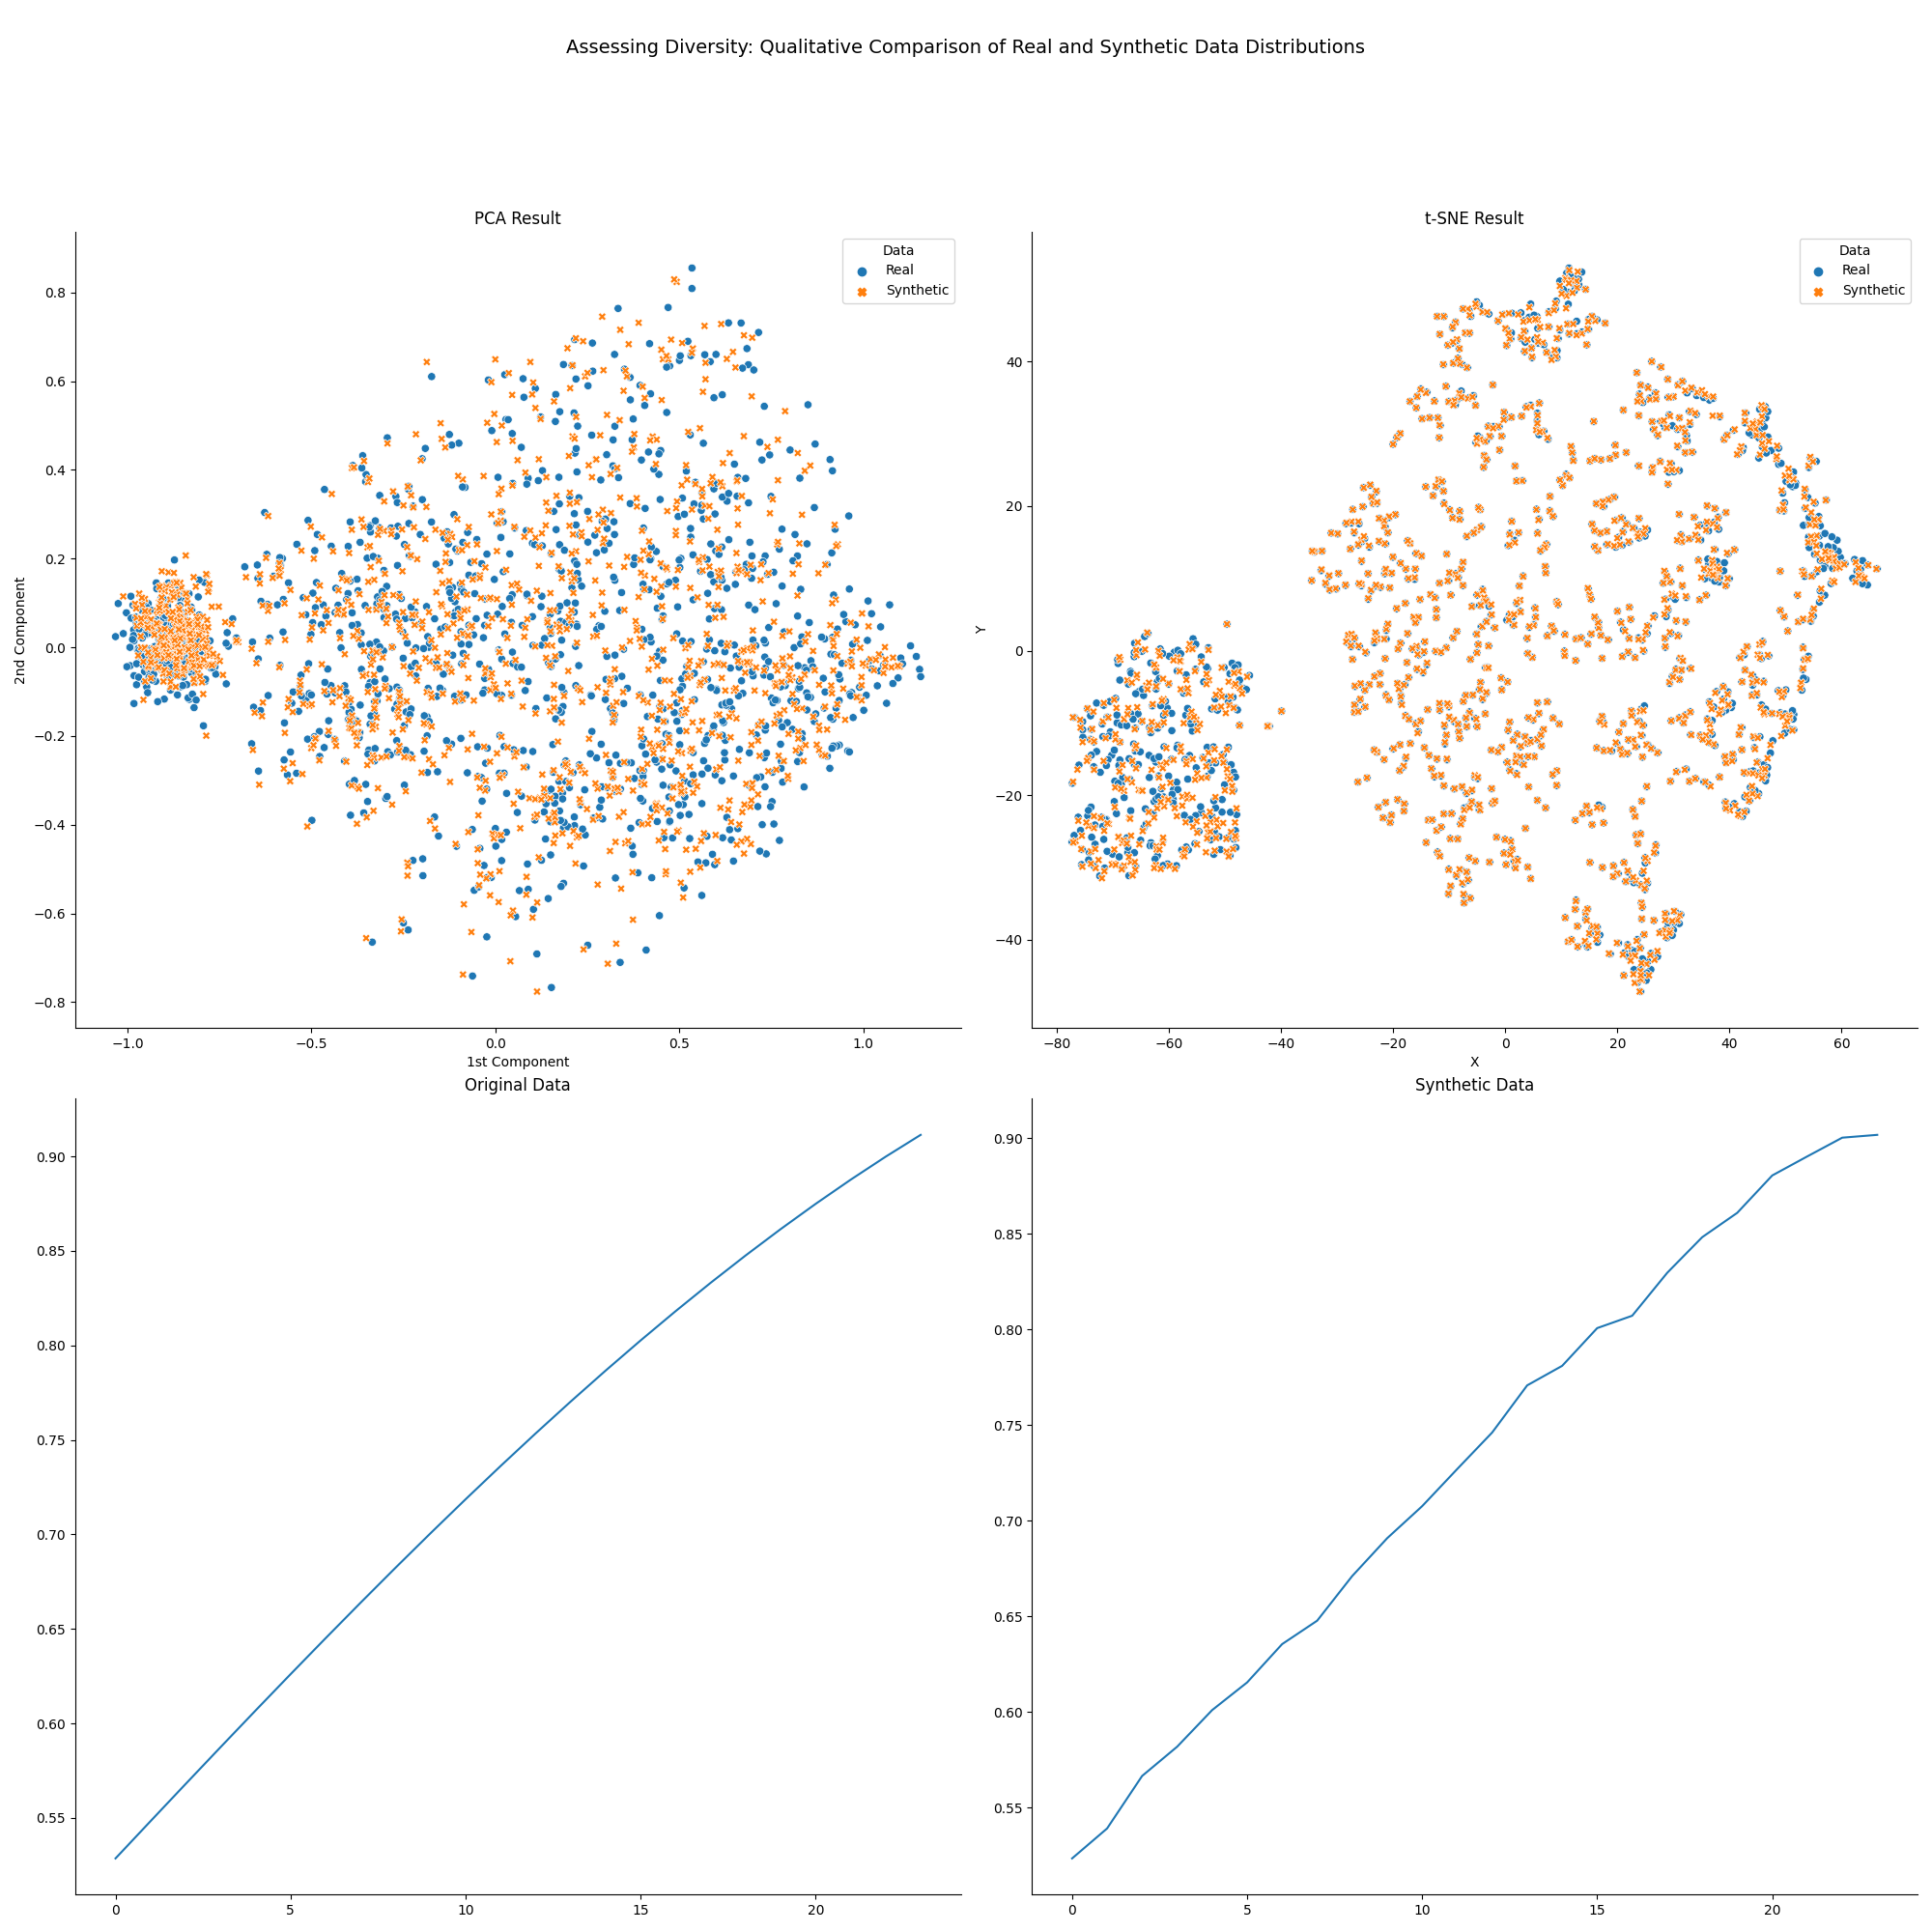 Assessing Diversity: Qualitative Comparison of Real and Synthetic Data Distributions
PCA Result
Data
Real
Synthetic
0.8
0.6
0.4
0.2
0.0
−0.2
−0.4
−0.6
−0.8
2nd Component
−1.0 −0.5 0.0 0.5 1.0
1st Component
t-SNE Result
Data
Real
Synthetic
40
20
0
−20
−40
Y
−80 −60 −40 −20 0 20 40 60
X
Original Data
0.90
0.85
0.80
0.75
0.70
0.65
0.60
0.55
0 5 10 15 20
Synthetic Data
0.90
0.85
0.80
0.75
0.70
0.65
0.60
0.55
0 5 10 15 20